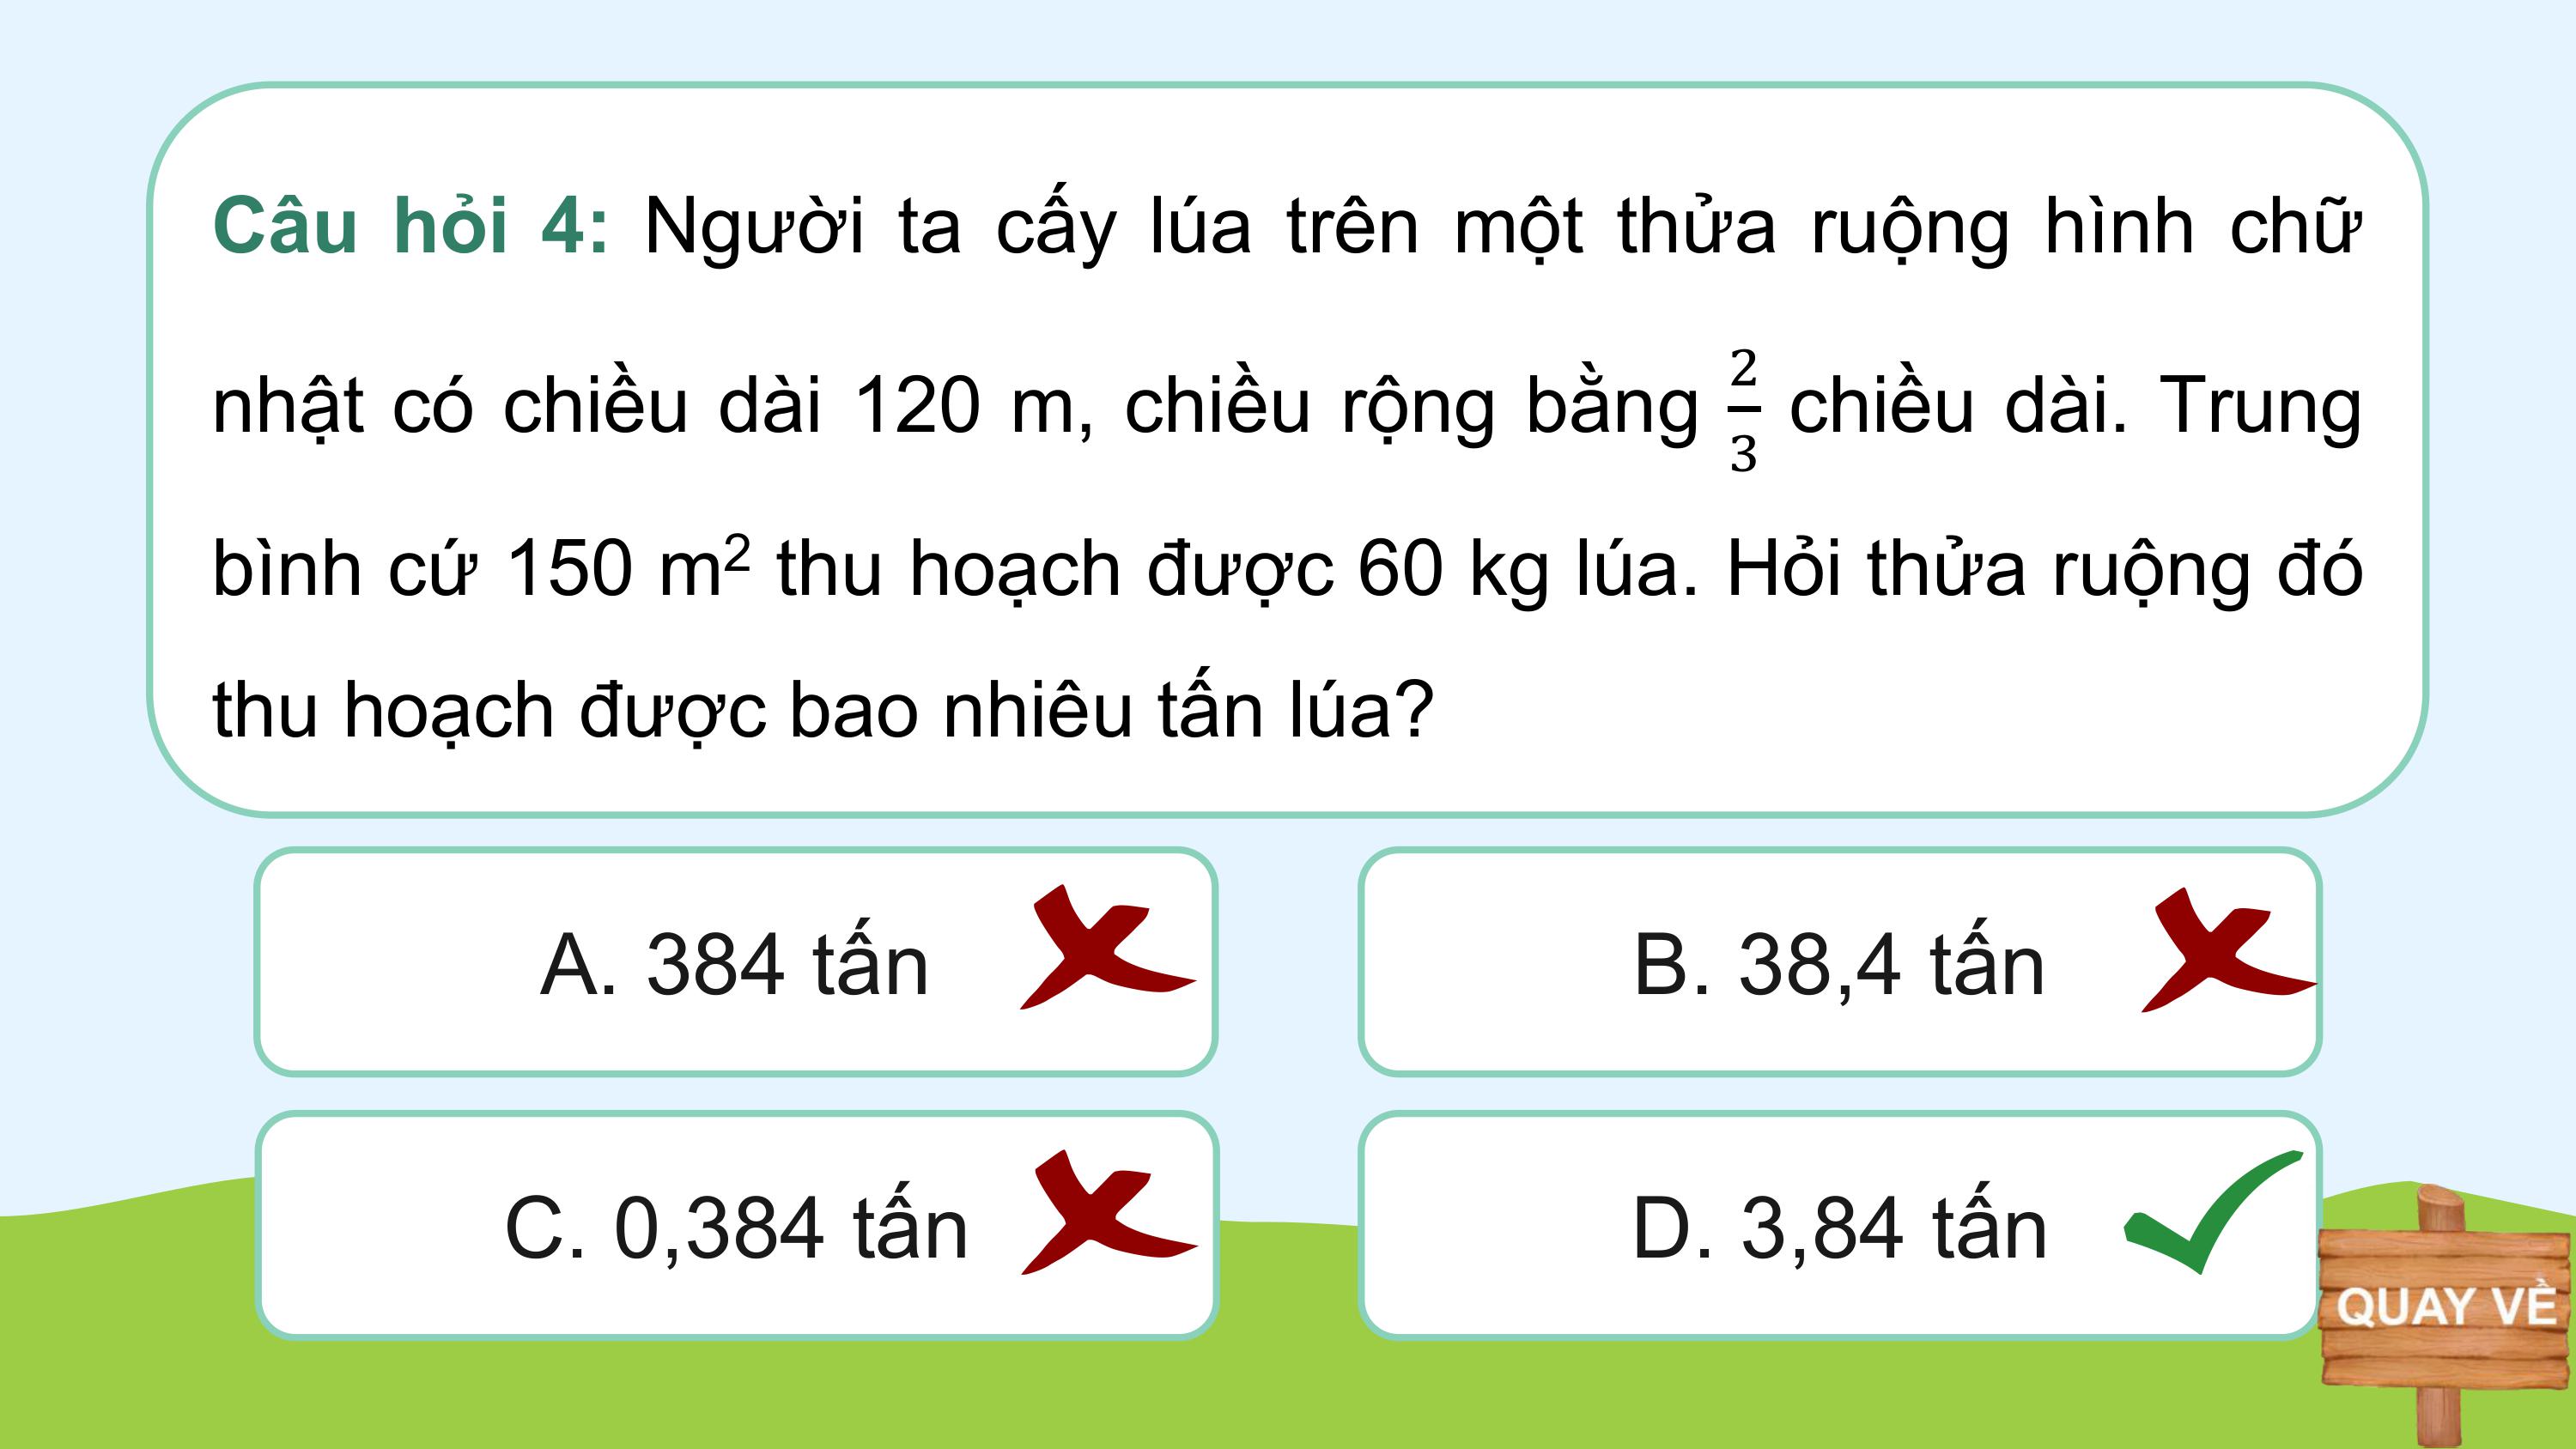 Câu hỏi 4: Người ta cấy lúa trên một thửa ruộng hình chữ
nhật có chiều dài 120 m, chiều rộng bằng 2/3 chiều dài. Trung
bình cứ 150 m² thu hoạch được 60 kg lúa. Hỏi thửa ruộng đó
thu hoạch được bao nhiêu tấn lúa?
A. 384 tấn
B. 38,4 tấn
C. 0,384 tấn
D. 3,84 tấn
QUAY VỀ